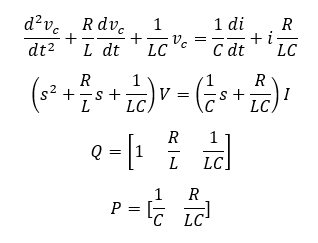 d²v_c/dt² + R/L dv_c/dt + 1/LC v_c = 1/C di/dt + i R/LC
(s² + R/L s + 1/LC) V = (1/C s + R/LC) I
Q = [1 R/L 1/LC]
P = [1/C R/LC]